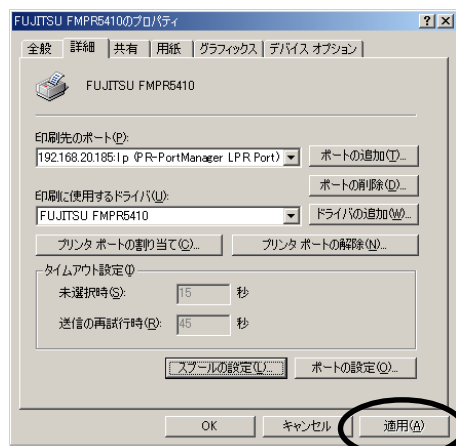 FUJITSU FMPR5410のプロパティ
全般 詳細 共有 用紙 グラフィックス デバイス オプション
FUJITSU FMPR5410
印刷先のポート(P):
192.168.20.185:lp (PR-PortManager LPR Port) ポートの追加(T)...
ポートの削除(D)...
印刷に使用するドライバ(U):
FUJITSU FMPR5410 ドライバの追加(W)...
プリンタ ポートの割り当て(C)... プリンタ ポートの解除(N)...
タイムアウト設定
未選択時(S): 15 秒
送信の再試行時(R): 45 秒
スプールの設定(L)... ポートの設定(O)...
OK キャンセル 適用(A)